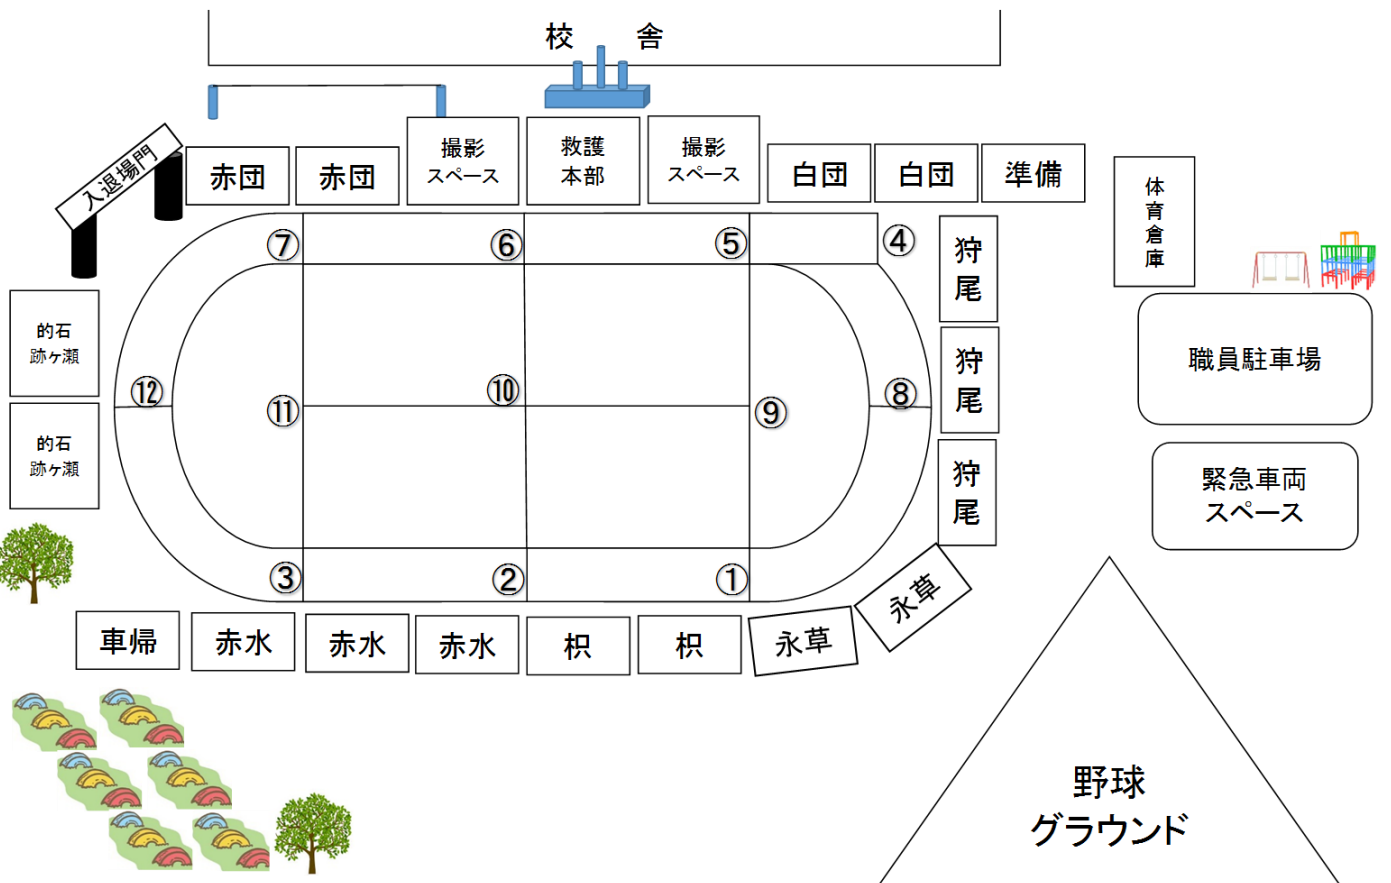 校 舎
入退場門
赤団
赤団
撮影
スペース
救護
本部
撮影
スペース
白団
白団
準備
体育倉庫
⑦
⑥
⑤
④
狩尾
的石
跡ヶ瀬
職員駐車場
狩尾
⑫
⑪
⑩
⑨
⑧
的石
跡ヶ瀬
狩尾
緊急車両
スペース
③
②
①
永草
車帰
赤水
赤水
赤水
枳
枳
永草
野球
グラウンド